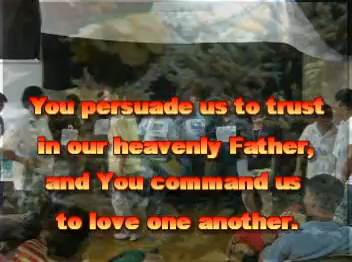 You persuade us to trust
in our heavenly Father,
and You command us
to love one another.